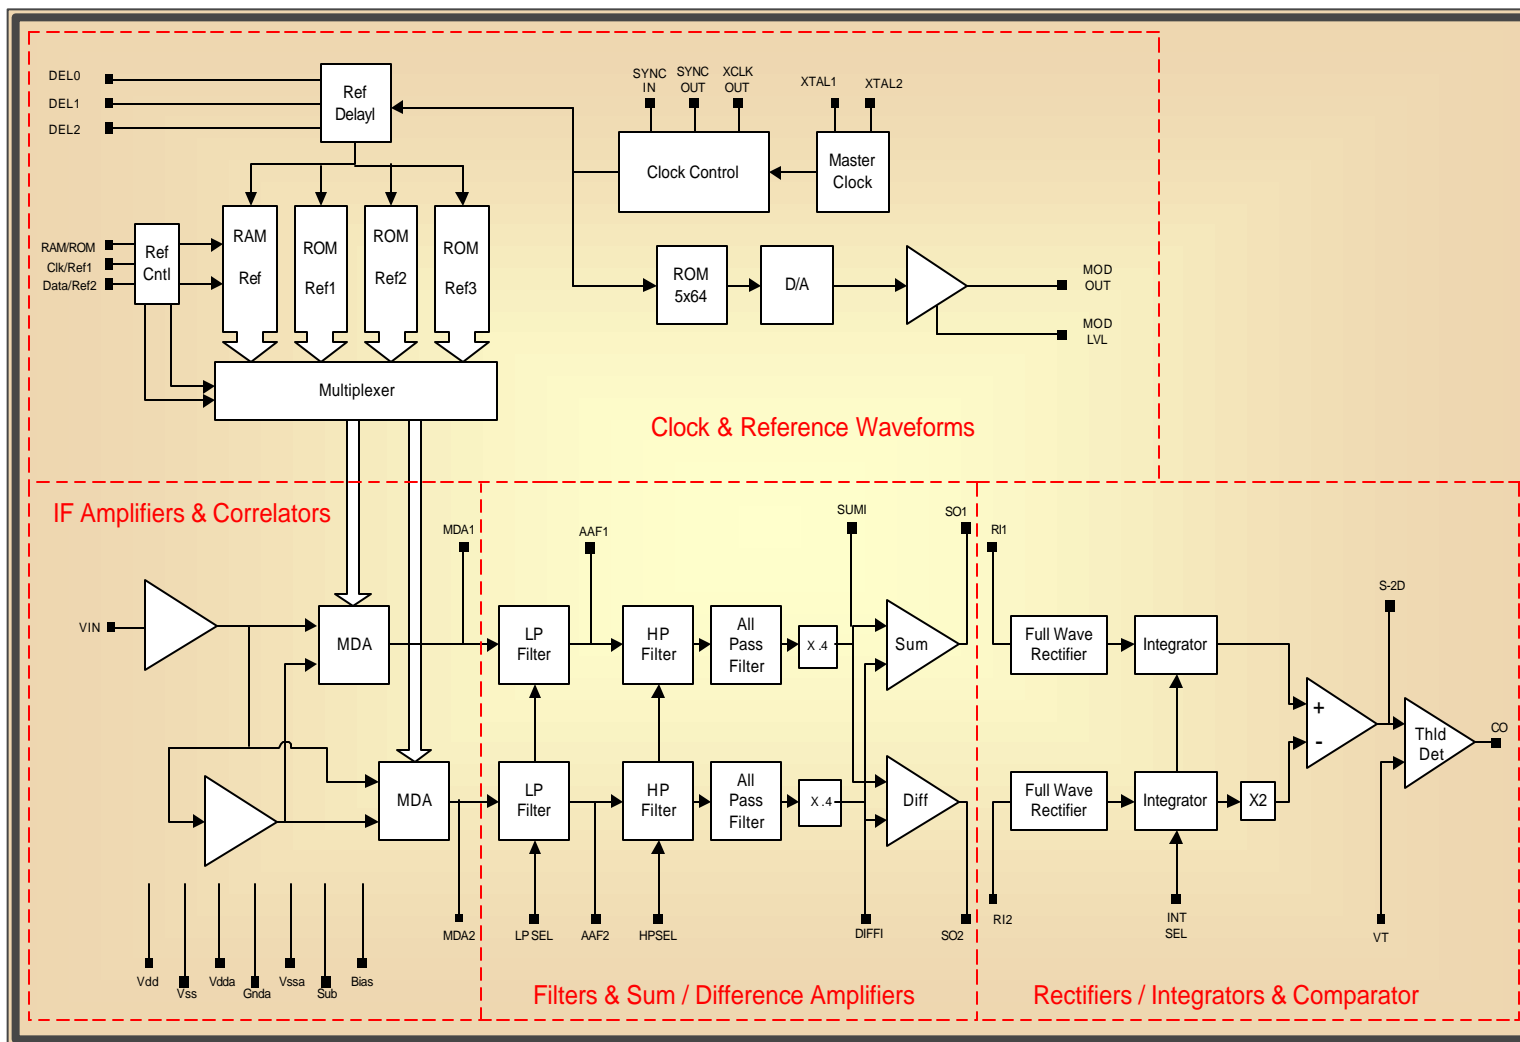 DEL0
DEL1
DEL2
Ref
Delayl
SYNC
IN
SYNC
OUT
XCLK
OUT
XTAL1
XTAL2
Clock Control
Master
Clock
RAM/ROM
Clk/Ref1
Data/Ref2
Ref
Cntl
RAM
Ref
ROM
Ref1
ROM
Ref2
ROM
Ref3
ROM
5x64
D/A
MOD
OUT
MOD
LVL
Multiplexer
Clock & Reference Waveforms
IF Amplifiers & Correlators
MDA1
AAF1
SUMI
SO1
RI1
S-2D
VIN
MDA
LP
Filter
HP
Filter
All
Pass
Filter
X .4
Sum
Full Wave
Rectifier
Integrator
+
-
Thld
Det
CO
MDA
LP
Filter
HP
Filter
All
Pass
Filter
X .4
Diff
Full Wave
Rectifier
Integrator
X2
MDA2
LP SEL
AAF2
HPSEL
DIFFI
SO2
RI2
INT
SEL
VT
Vdd
Vss
Vdda
Gnda
Vssa
Sub
Bias
Filters & Sum / Difference Amplifiers
Rectifiers / Integrators & Comparator